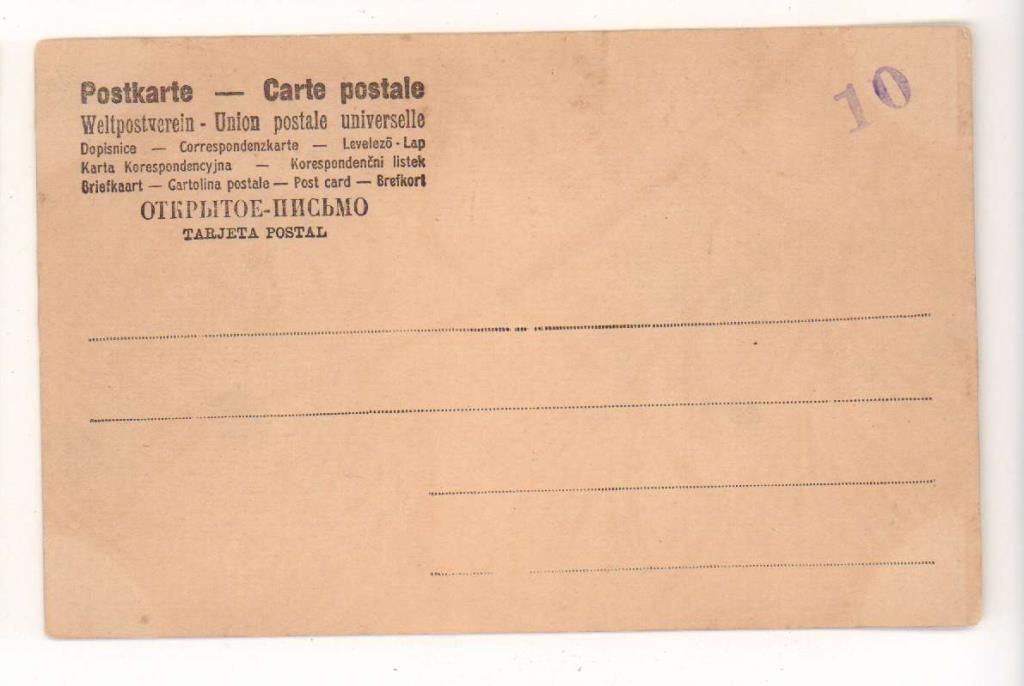 Postkarte — Carte postale
Weltpostverein - Union postale universelle
Dopisnice — Correspondenzkarte — Levelező - Lap
Karta Korespondencyjna — Korespondenčni listek
Briefkaart — Cartolina postale — Post card — Brefkort
ОТКРЫТОЕ-ПИСЬМО
TARJETA POSTAL
10